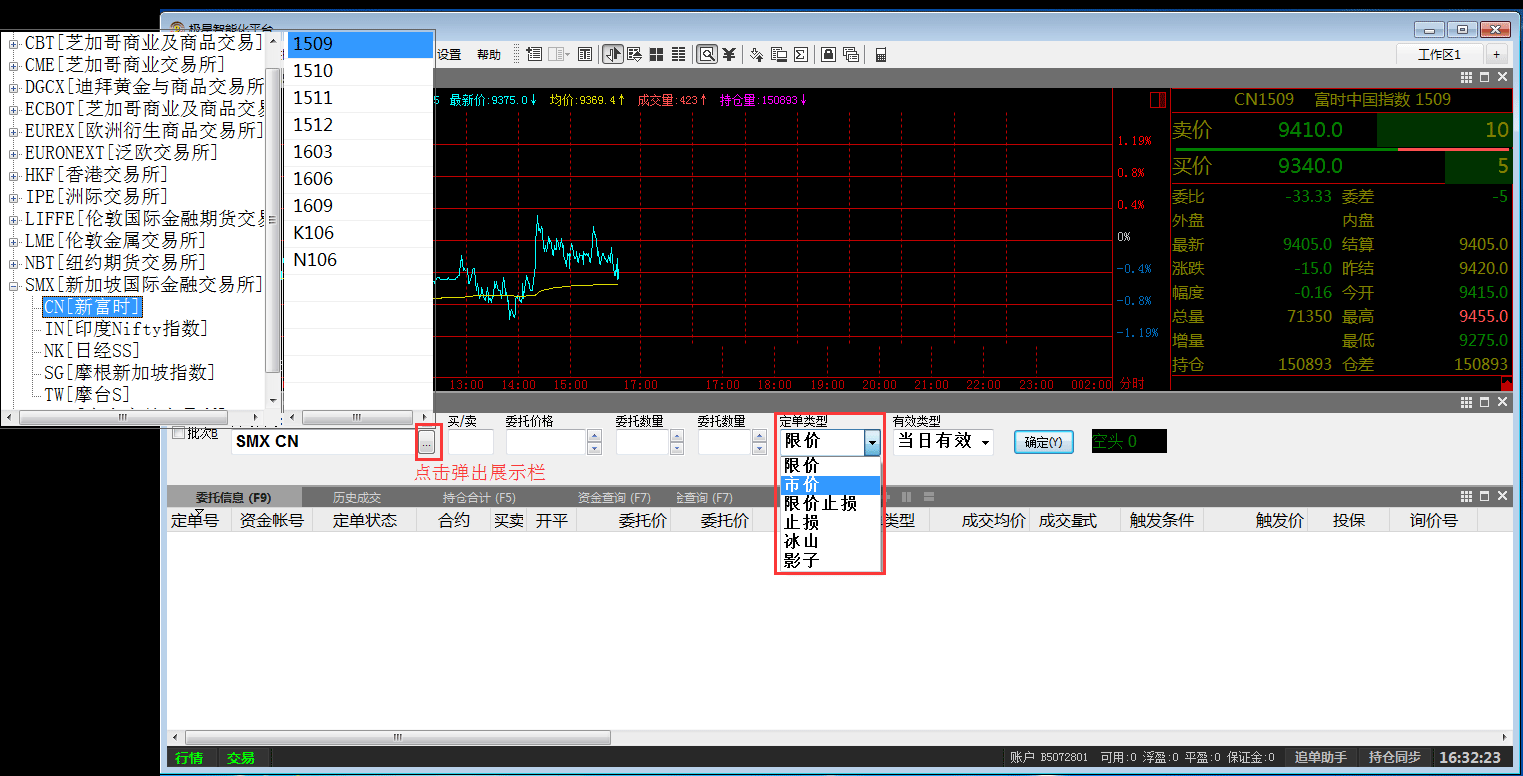 极星智能化平台
CBT[芝加哥商业及商品交易]
CME[芝加哥商业交易所]
DGCX[迪拜黄金与商品交易所
ECBOT[芝加哥商业及商品交易
EUREX[欧洲衍生商品交易所]
EURONEXT[泛欧交易所]
HKF[香港交易所]
IPE[洲际交易所]
LIFFE[伦敦国际金融期货交易
LME[伦敦金属交易所]
NBT[纽约期货交易所]
SMX[新加坡国际金融交易所]
CN[新富时]
IN[印度Nifty指数]
NK[日经SS]
SG[摩根新加坡指数]
TW[摩台S]
1509
1510
1511
1512
1603
1606
1609
K106
N106
设置 帮助
工作区1 +
5 最新价:9375.0↓ 均价:9369.4↑ 成交量:423↑ 持仓量:150893↓
1.19%
0.8%
0.4%
0%
-0.4%
-0.8%
-1.19%
13:00 14:00 15:00 17:00 17:00 18:00 19:00 20:00 21:00 22:00 23:00 002:00 分时
CN1509 富时中国指数 1509
卖价 9410.0 10
买价 9340.0 5
委比 -33.33 委差 -5
外盘 内盘
最新 9405.0 结算 9405.0
涨跌 -15.0 昨结 9420.0
幅度 -0.16 今开 9415.0
总量 71350 最高 9455.0
增量 最低 9275.0
持仓 150893 仓差 150893
批次B
SMX CN
...
买/卖 委托价格 委托数量 委托数量 定单类型 有效类型
限价 当日有效 确定(Y) 空头 0
点击弹出展示栏
限价
市价
限价止损
止损
冰山
影子
委托信息 (F9) 历史成交 持仓合计 (F5) 资金查询 (F7) 金查询 (F7)
定单号 资金帐号 定单状态 合约 买卖 开平 委托价 委托价 类型 成交均价 成交量式 触发条件 触发价 投保 询价号
行情 交易 账户 B5072801 可用:0 浮盈:0 平盈:0 保证金:0 追单助手 持仓同步 16:32:23